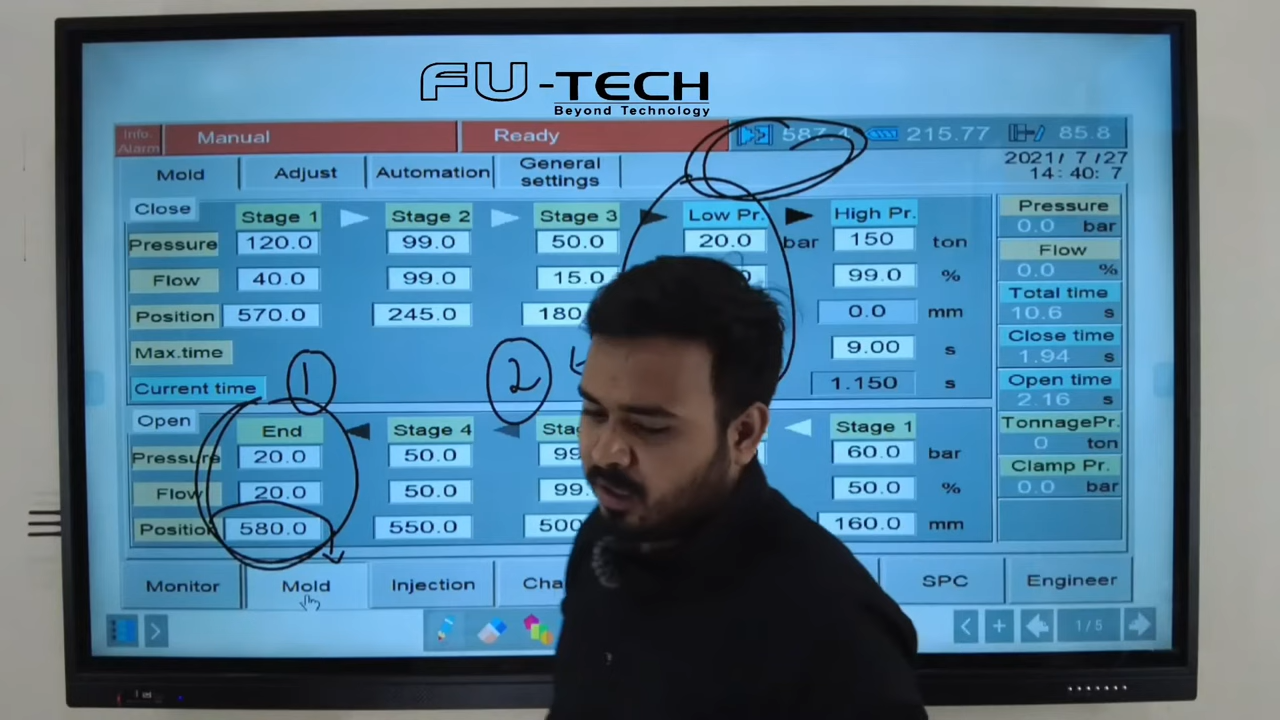 FU-TECH
Beyond Technology
Info. Alarm Manual Ready 587.4 215.77 85.8
Mold Adjust Automation General settings 2021/ 7 /27
14: 40: 7
Close Stage 1 Stage 2 Stage 3 Low Pr. High Pr. Pressure
Pressure 120.0 99.0 50.0 20.0 bar 150 ton 0.0 bar
Flow 40.0 99.0 15.0 99.0 % Flow
0.0 %
Position 570.0 245.0 180 0.0 mm Total time
10.6 s
Max.time 9.00 s Close time
1.94 s
Current time 1 2 1.150 s Open time
2.16 s
Open End Stage 4 Stage 1 TonnagePr.
0 ton
Pressure 20.0 50.0 99 60.0 bar Clamp Pr.
Flow 20.0 50.0 99. 50.0 % 0.0 bar
Position 580.0 550.0 500 160.0 mm
Monitor Mold Injection SPC Engineer
1/5